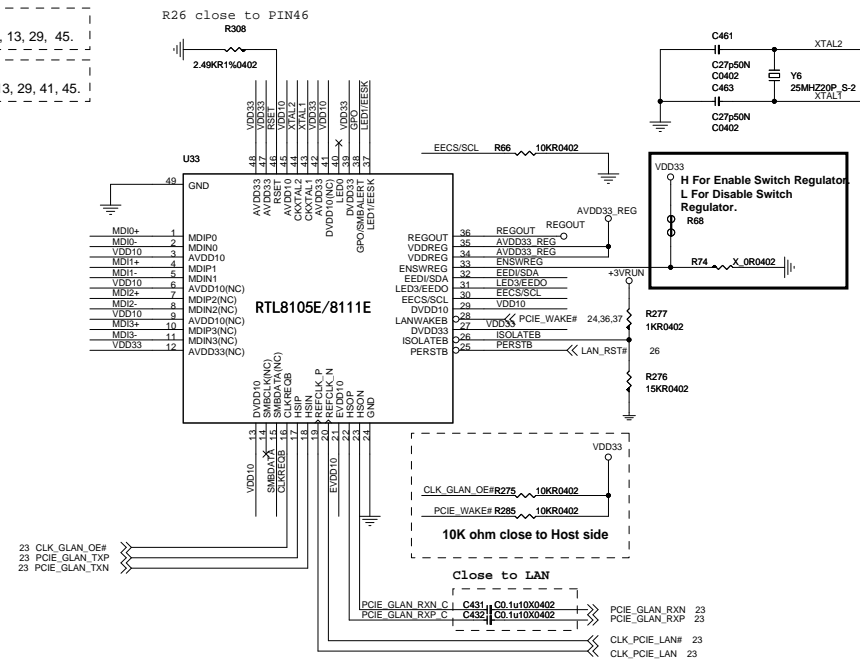 R26 close to PIN46
R308
2.49KR1%0402
, 13, 29, 45.
13, 29, 41, 45.
C461
C27p50N
C0402
C463
C27p50N
C0402
XTAL2
Y6
25MHZ20P_S-2
XTAL1
VDD33
VDD33
RSET
VDD10
XTAL2
XTAL1
VDD33
VDD10
VDD33
GPO
LED1/EESK
48
47
46
45
44
43
42
41
40
39
38
37
AVDD33
AVDD33
RSET
AVDD10
CKXTAL2
CKXTAL1
AVDD33
DVDD10(NC)
LED0
DVDD33
GPO/SMBALERT
LED1/EESK
U33
49 GND
EECS/SCL R66 10KR0402
VDD33
H For Enable Switch Regulator
L For Disable Switch
Regulator.
R68
R74 X_0R0402
MDI0+ 1 MDIP0
MDI0- 2 MDIN0
VDD10 3 AVDD10
MDI1+ 4 MDIP1
MDI1- 5 MDIN1
VDD10 6 AVDD10(NC)
MDI2+ 7 MDIP2(NC)
MDI2- 8 MDIN2(NC)
VDD10 9 AVDD10(NC)
MDI3+ 10 MDIP3(NC)
MDI3- 11 MDIN3(NC)
VDD33 12 AVDD33(NC)
RTL8105E/8111E
AVDD33_REG
REGOUT 36 REGOUT REGOUT
VDDREG 35 AVDD33_REG
VDDREG 34 AVDD33_REG
ENSWREG 33 ENSWREG
EEDI/SDA 32 EEDI/SDA
LED3/EEDO 31 LED3/EEDO
EECS/SCL 30 EECS/SCL
DVDD10 29 VDD10
LANWAKEB 28 PCIE_WAKE# 24,36,37
DVDD33 27 VDD33
ISOLATEB 26 ISOLATEB
PERSTB 25 PERSTB LAN_RST# 26
+3VRUN
R277
1KR0402
R276
15KR0402
DVDD10
SMBCLK(NC)
SMBDATA(NC)
CLKREQB
HSIP
HSIN
REFCLK_P
REFCLK_N
EVDD10
HSOP
HSON
GND
13
14
15
16
17
18
19
20
21
22
23
24
VDD10
SMBDATA
CLKREQB
EVDD10
VDD33
CLK_GLAN_OE# R275 10KR0402
PCIE_WAKE# R285 10KR0402
10K ohm close to Host side
23 CLK_GLAN_OE#
23 PCIE_GLAN_TXP
23 PCIE_GLAN_TXN
Close to LAN
PCIE_GLAN_RXN_C C431 C0.1u10X0402 PCIE_GLAN_RXN 23
PCIE_GLAN_RXP_C C432 C0.1u10X0402 PCIE_GLAN_RXP 23
CLK_PCIE_LAN# 23
CLK_PCIE_LAN 23